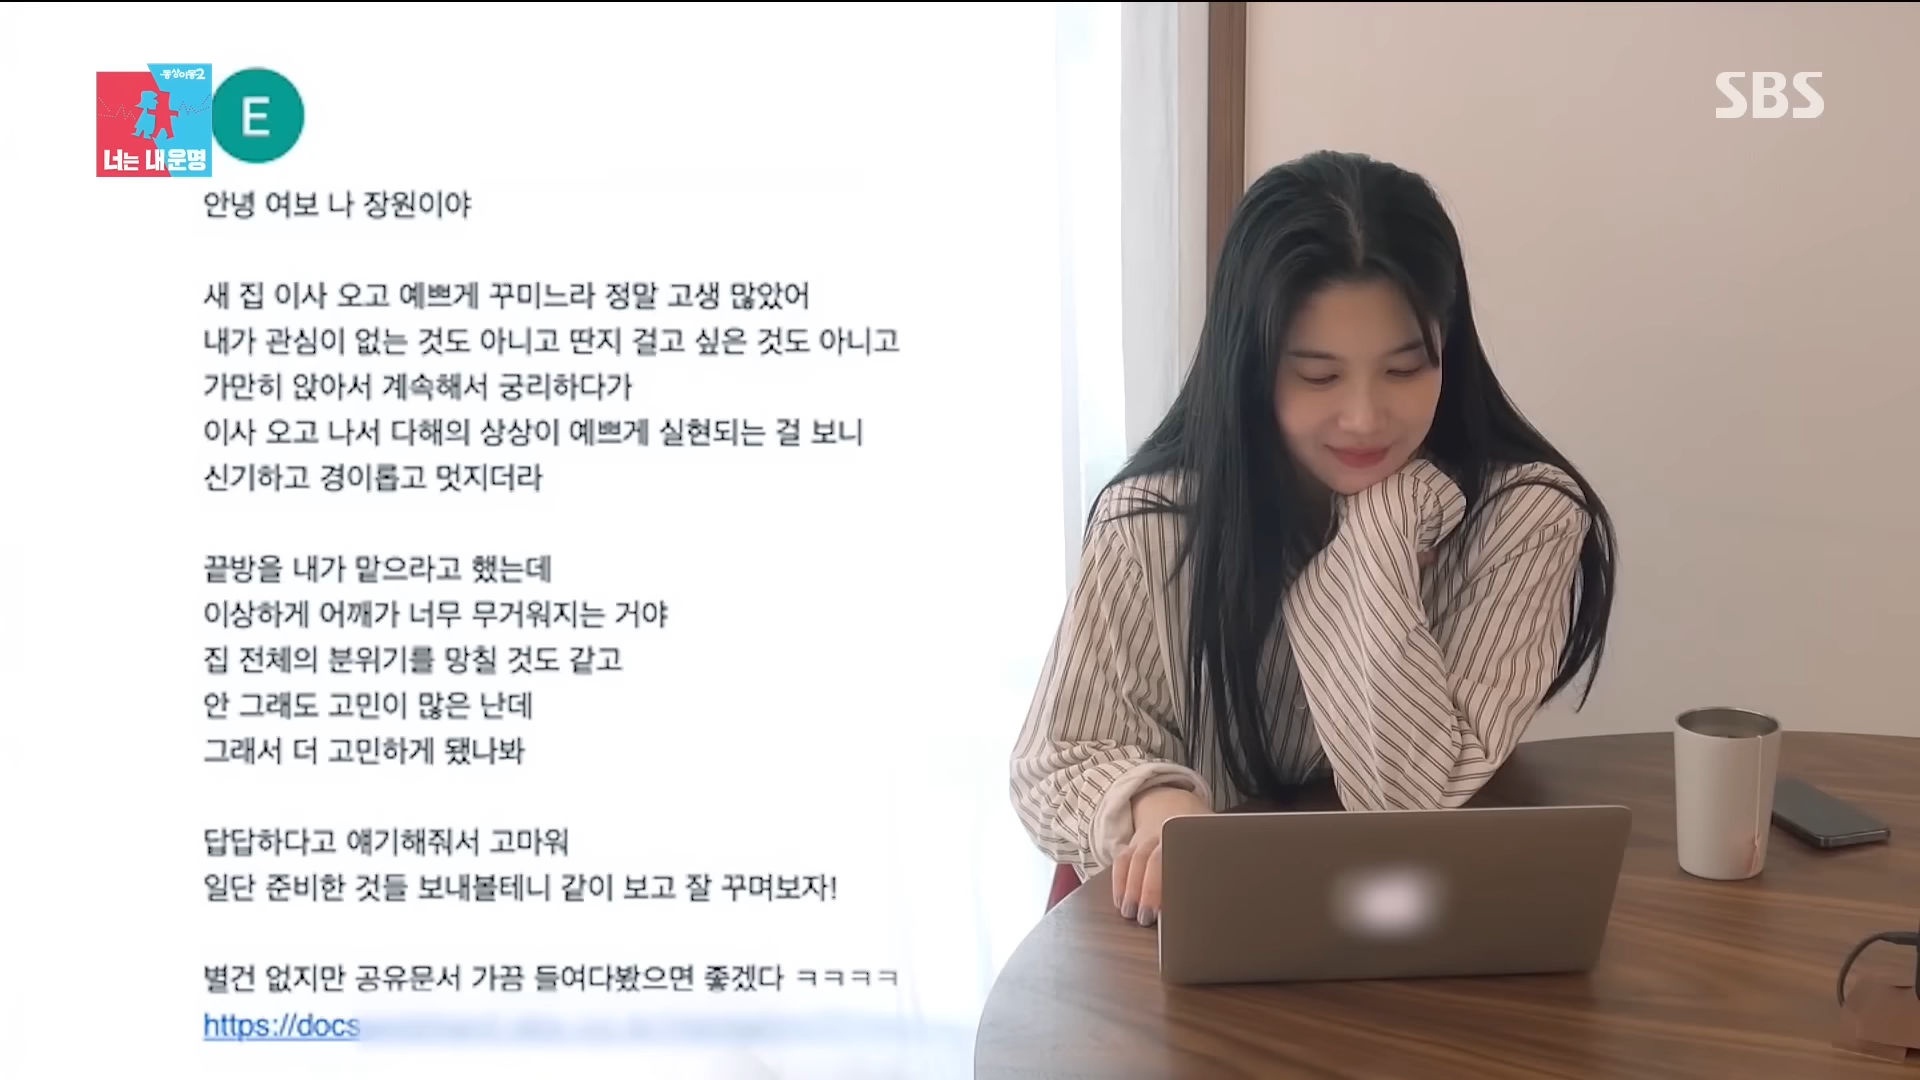 동상이몽2
너는 내 운명
E
SBS
안녕 여보 나 장원이야
새 집 이사 오고 예쁘게 꾸미느라 정말 고생 많았어
내가 관심이 없는 것도 아니고 딴지 걸고 싶은 것도 아니고
가만히 앉아서 계속해서 궁리하다가
이사 오고 나서 다해의 상상이 예쁘게 실현되는 걸 보니
신기하고 경이롭고 멋지더라
끝방을 내가 맡으라고 했는데
이상하게 어깨가 너무 무거워지는 거야
집 전체의 분위기를 망칠 것도 같고
안 그래도 고민이 많은 난데
그래서 더 고민하게 됐나봐
답답하다고 얘기해줘서 고마워
일단 준비한 것들 보내볼테니 같이 보고 잘 꾸며보자!
별건 없지만 공유문서 가끔 들여다봤으면 좋겠다 ㅋㅋㅋㅋ
https://docs